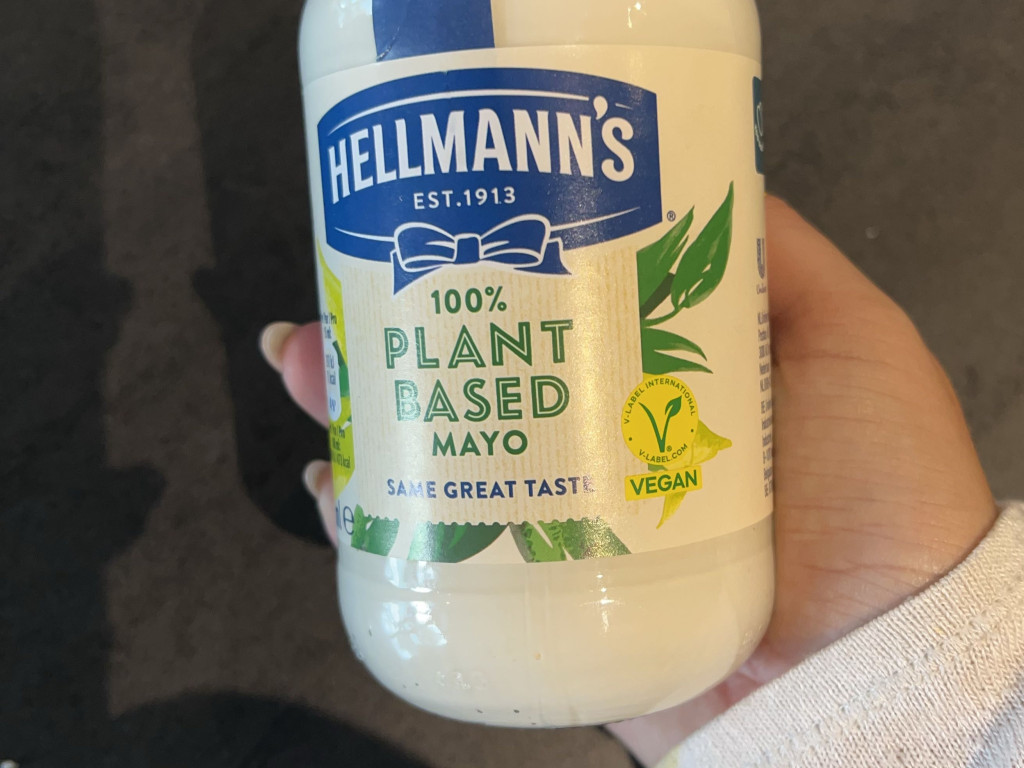 HELLMANN'S
EST.1913
®
100%
PLANT
BASED
MAYO
SAME GREAT TASTE
V-LABEL INTERNATIONAL
V-LABEL.COM
VEGAN
e